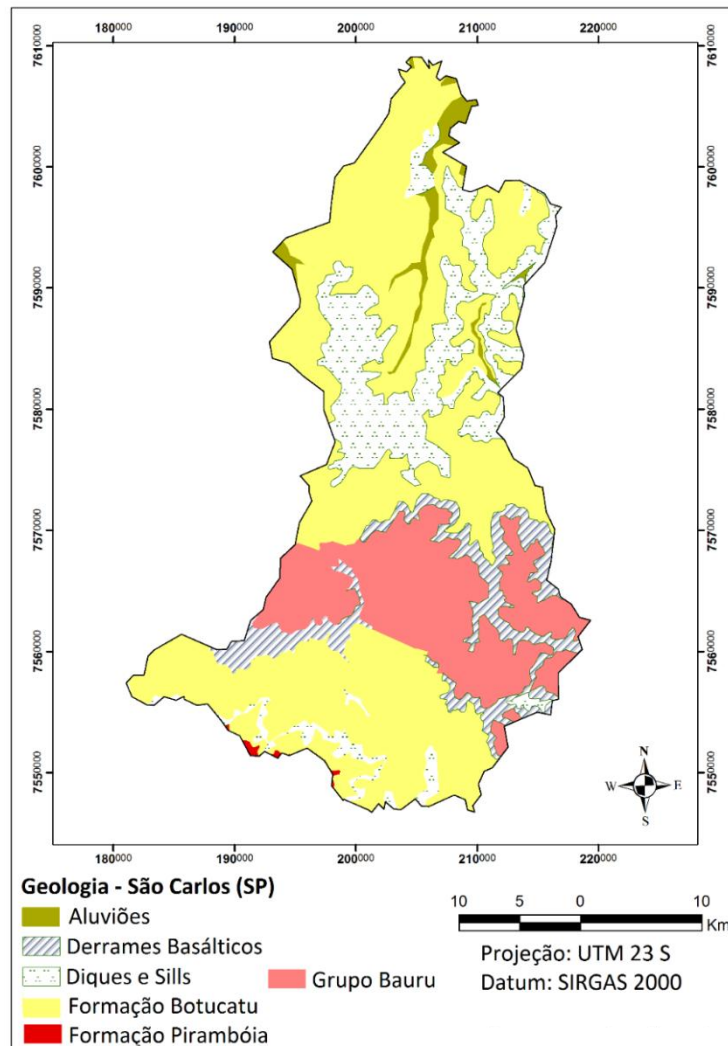 180000 190000 200000 210000 220000
7610000 7610000
7600000 7600000
7590000 7590000
7580000 7580000
7570000 7570000
7560000 7560000
7550000 7550000
N
W E
S
180000 190000 200000 210000 220000
Geologia - São Carlos (SP)
Aluviões
Derrames Basálticos
Diques e Sills
Grupo Bauru
Formação Botucatu
Formação Pirambóia
10 5 0 10
Km
Projeção: UTM 23 S
Datum: SIRGAS 2000